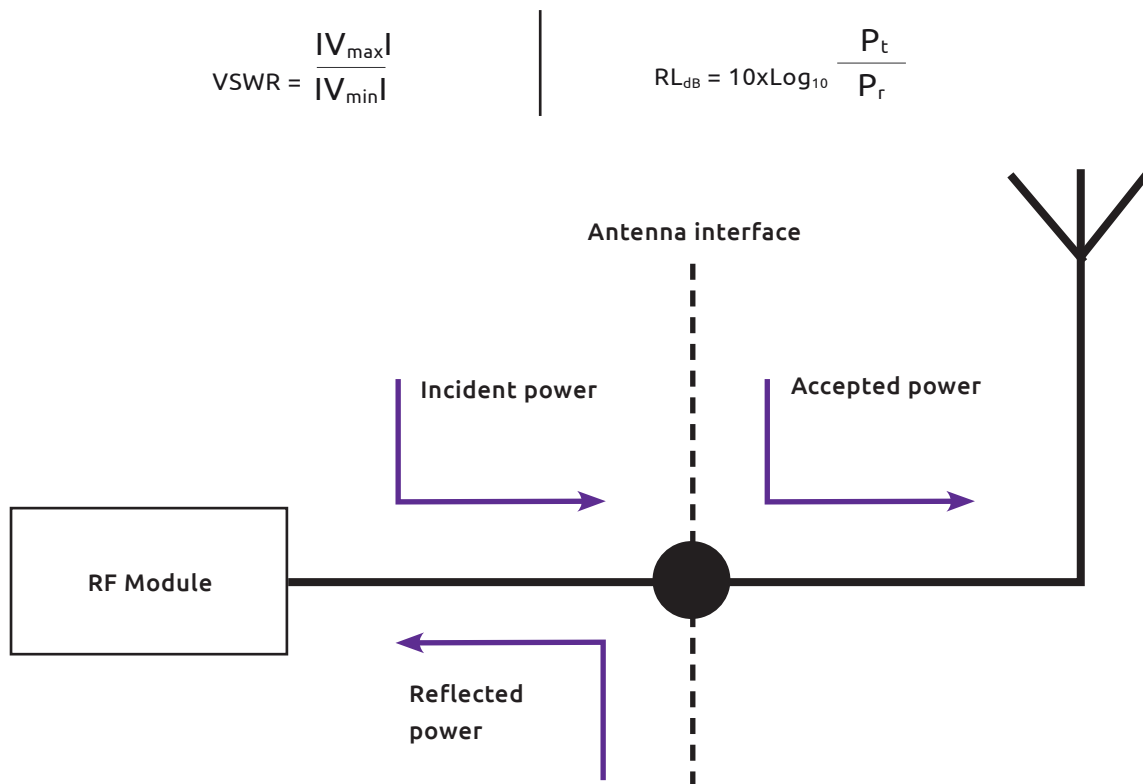 VSWR = |Vmax| / |Vmin|
RLdB = 10xLog10 Pt / Pr
Antenna interface
Incident power
Accepted power
RF Module
Reflected
power